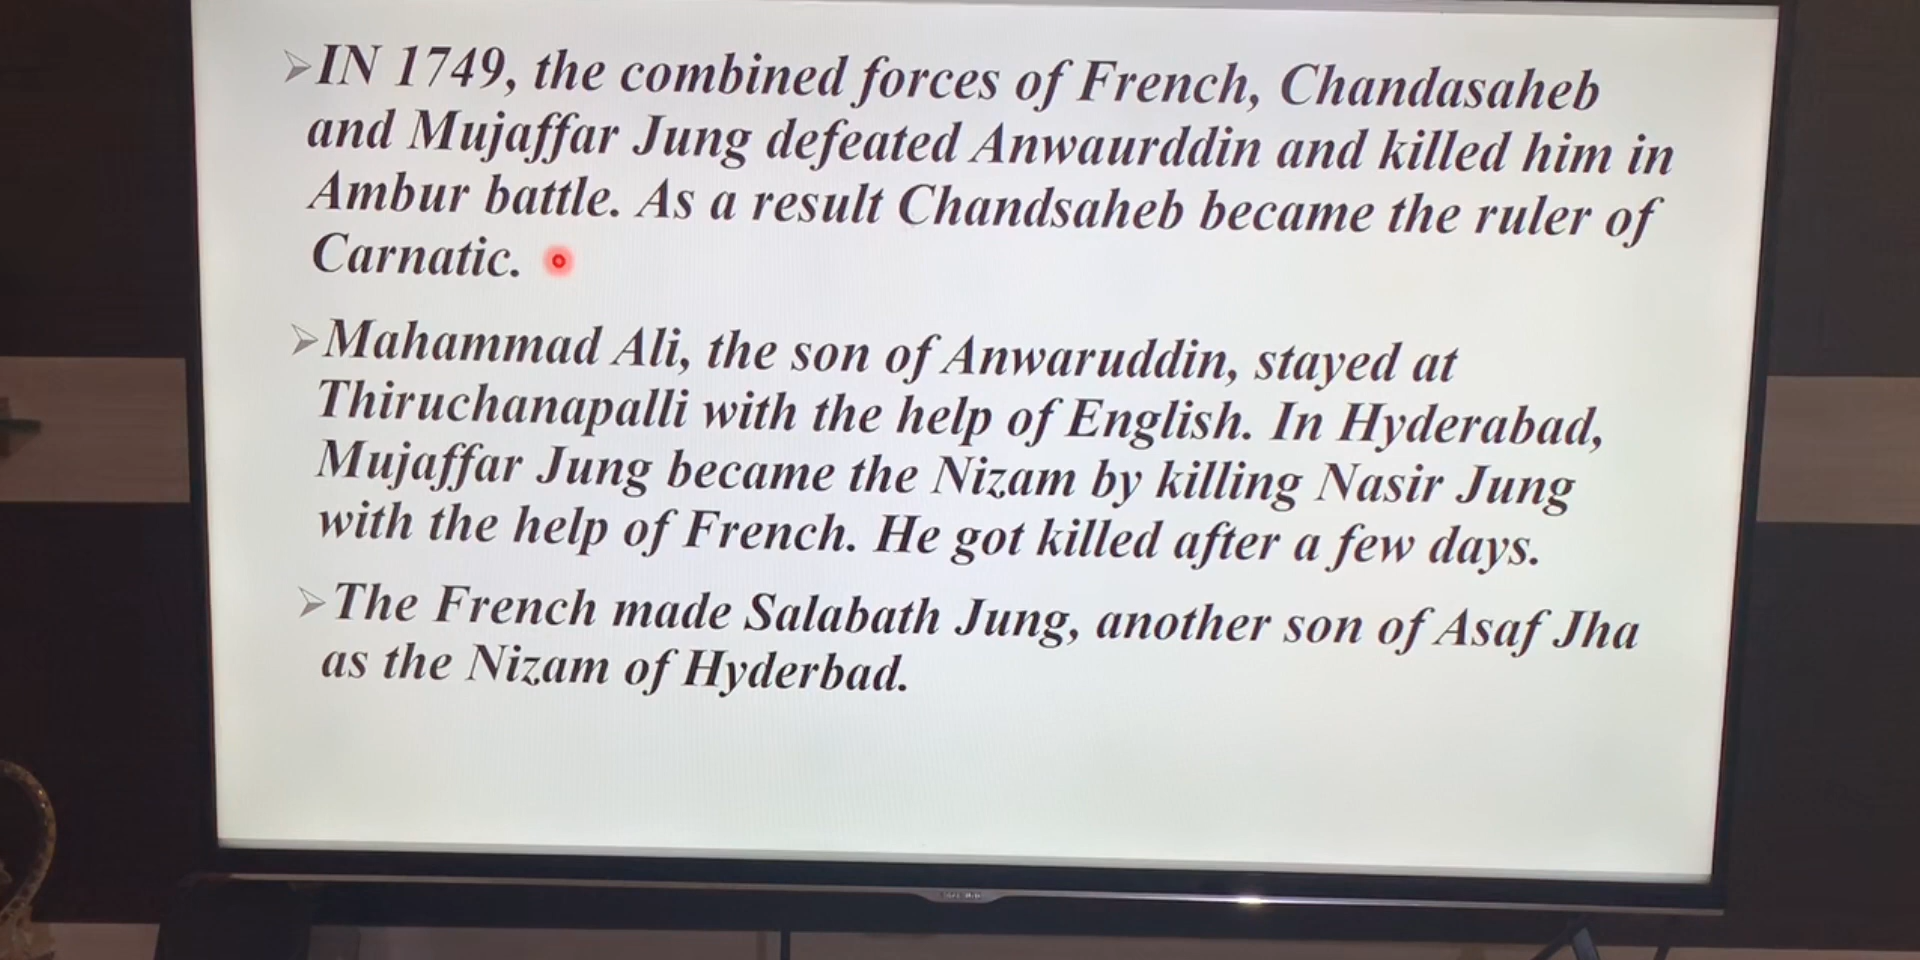 ➢IN 1749, the combined forces of French, Chandasaheb
and Mujaffar Jung defeated Anwaurddin and killed him in
Ambur battle. As a result Chandsaheb became the ruler of
Carnatic.
➢Mahammad Ali, the son of Anwaruddin, stayed at
Thiruchanapalli with the help of English. In Hyderabad,
Mujaffar Jung became the Nizam by killing Nasir Jung
with the help of French. He got killed after a few days.
➢The French made Salabath Jung, another son of Asaf Jha
as the Nizam of Hyderbad.